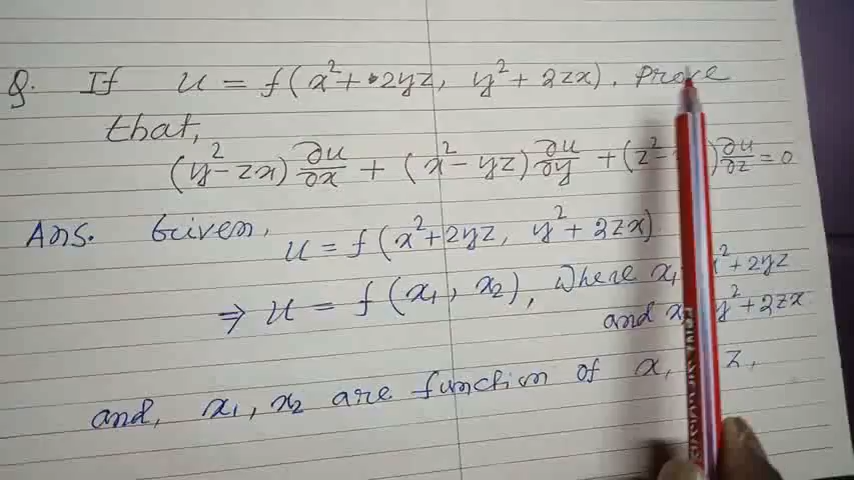 Q. If u = f(x²+2yz, y²+2zx). Prove
that,
(y²-zx) ∂u/∂x + (x²-yz) ∂u/∂y + (z²- ) ∂u/∂z = 0
Ans. Given,
u = f(x²+2yz, y²+2zx)
⇒ u = f(x₁, x₂), Where x₁ x²+2yz
and x y²+2zx
and, x₁, x₂ are function of x, z,